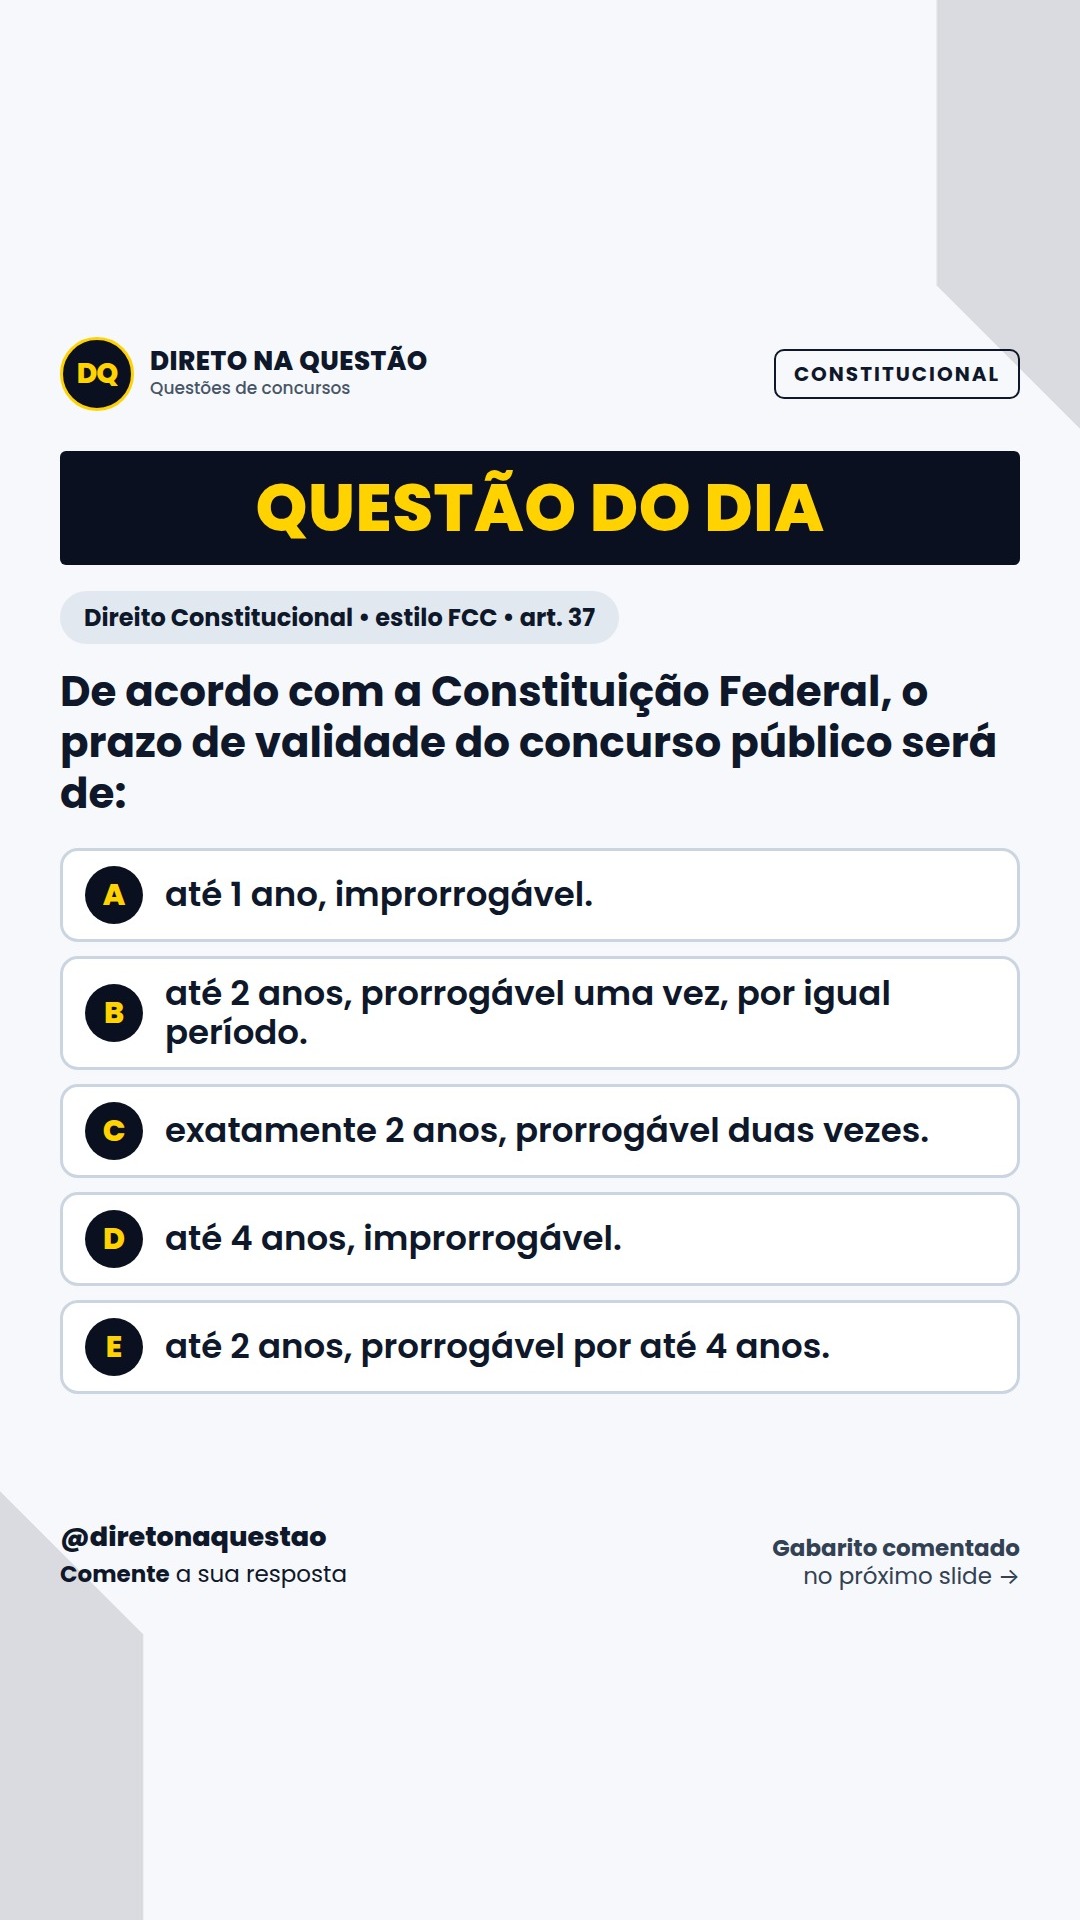 DQ
DIRETO NA QUESTÃO
Questões de concursos
CONSTITUCIONAL
QUESTÃO DO DIA
Direito Constitucional • estilo FCC • art. 37
De acordo com a Constituição Federal, o
prazo de validade do concurso público será
de:
A até 1 ano, improrrogável.
B até 2 anos, prorrogável uma vez, por igual
período.
C exatamente 2 anos, prorrogável duas vezes.
D até 4 anos, improrrogável.
E até 2 anos, prorrogável por até 4 anos.
@diretonaquestao
Comente a sua resposta
Gabarito comentado
no próximo slide →